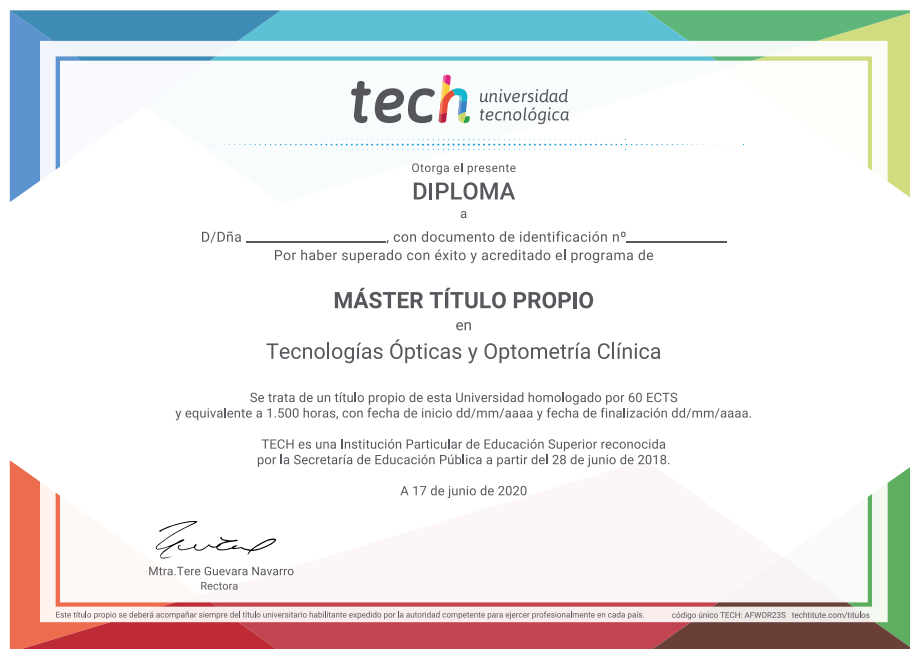 tech universidad
tecnológica
Otorga el presente
DIPLOMA
a
D/Dña ______________, con documento de identificación nº__________
Por haber superado con éxito y acreditado el programa de
MÁSTER TÍTULO PROPIO
en
Tecnologías Ópticas y Optometría Clínica
Se trata de un título propio de esta Universidad homologado por 60 ECTS
y equivalente a 1.500 horas, con fecha de inicio dd/mm/aaaa y fecha de finalización dd/mm/aaaa.
TECH es una Institución Particular de Educación Superior reconocida
por la Secretaría de Educación Pública a partir del 28 de junio de 2018.
A 17 de junio de 2020
Mtra.Tere Guevara Navarro
Rectora
Este título propio se deberá acompañar siempre del título universitario habilitante expedido por la autoridad competente para ejercer profesionalmente en cada país. código único TECH: AFWOR23S techtitute.com/titulos